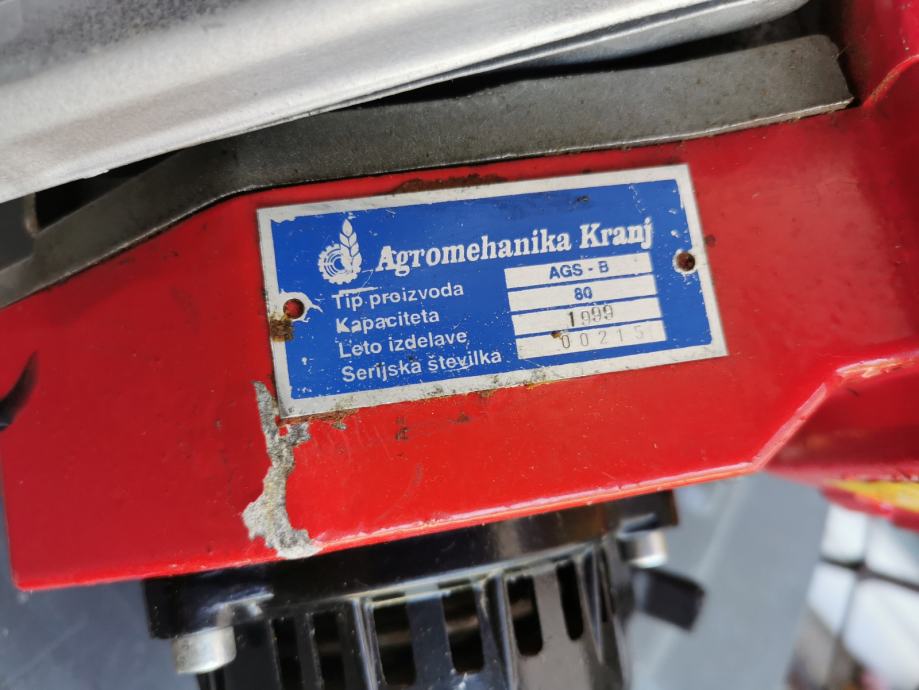 Agromehanika Kranj
Tip proizvoda AGS - B
Kapaciteta 80
Leto izdelave 1999
Serijska številka 00215